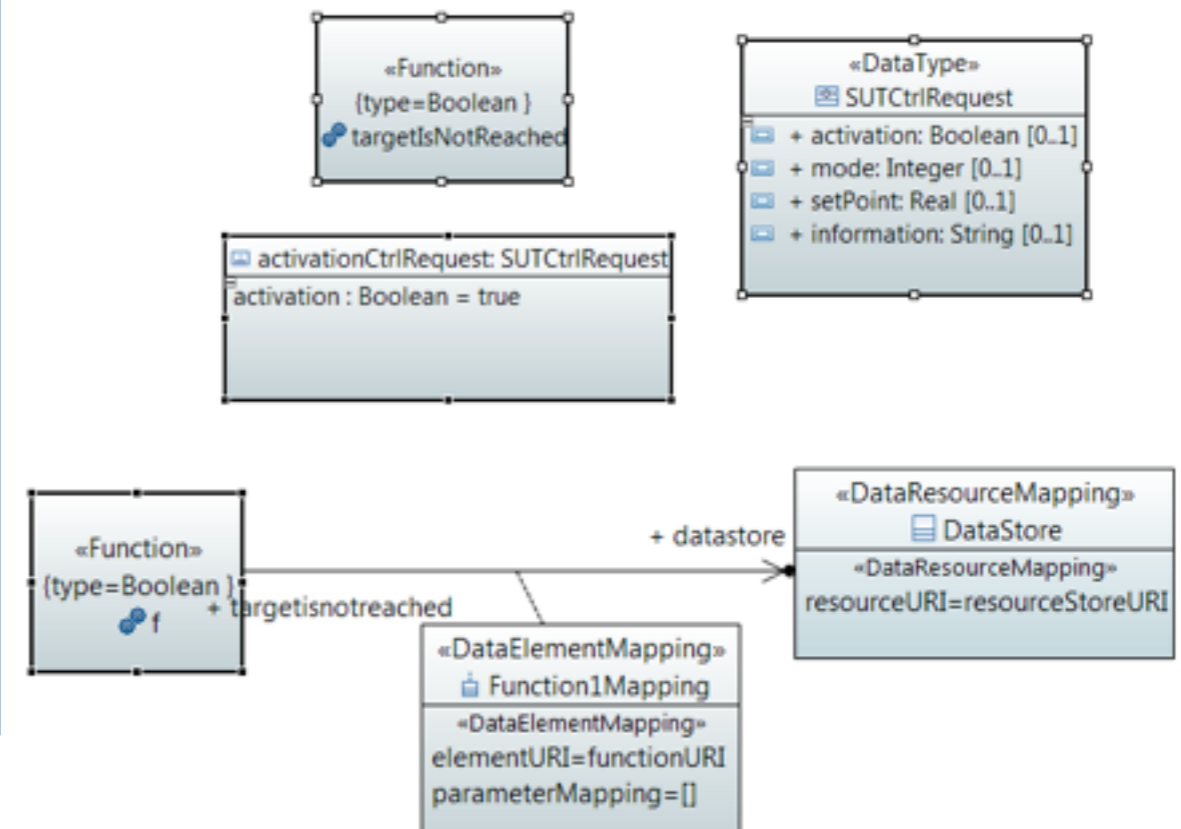 «Function»
{type=Boolean }
targetIsNotReached
«DataType»
SUTCtrlRequest
+ activation: Boolean [0..1]
+ mode: Integer [0..1]
+ setPoint: Real [0..1]
+ information: String [0..1]
activationCtrlRequest: SUTCtrlRequest
activation : Boolean = true
«Function»
{type=Boolean }
f
+ targetisnotreached
+ datastore
«DataResourceMapping»
DataStore
«DataResourceMapping»
resourceURI=resourceStoreURI
«DataElementMapping»
Function1Mapping
«DataElementMapping»
elementURI=functionURI
parameterMapping=[]